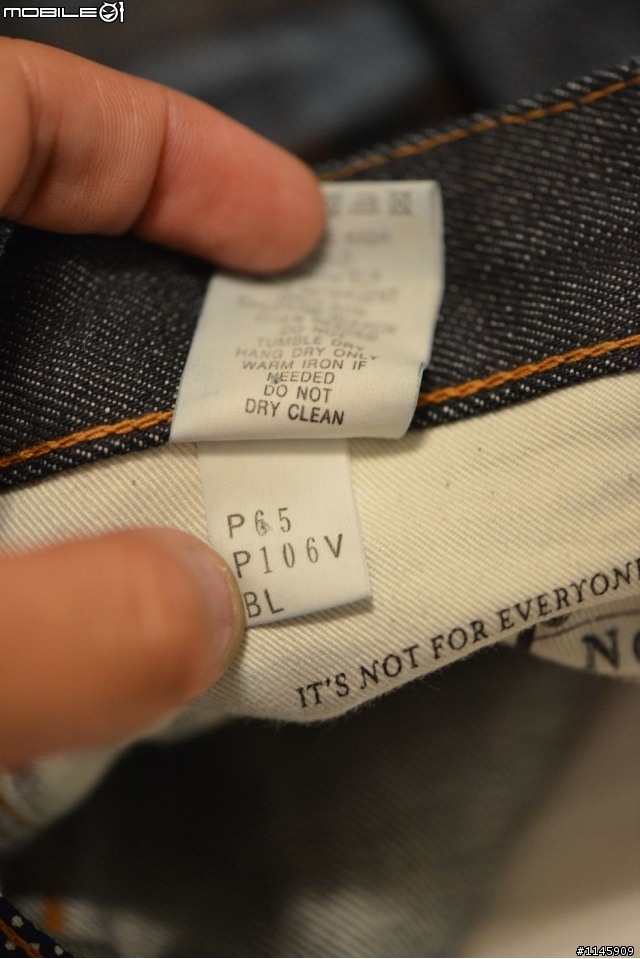 MOBILE01
TUMBLE DRY
HANG DRY ONLY
WARM IRON IF
NEEDED
DO NOT
DRY CLEAN
P65
P106V
BL
IT'S NOT FOR EVERYONE
#1145909